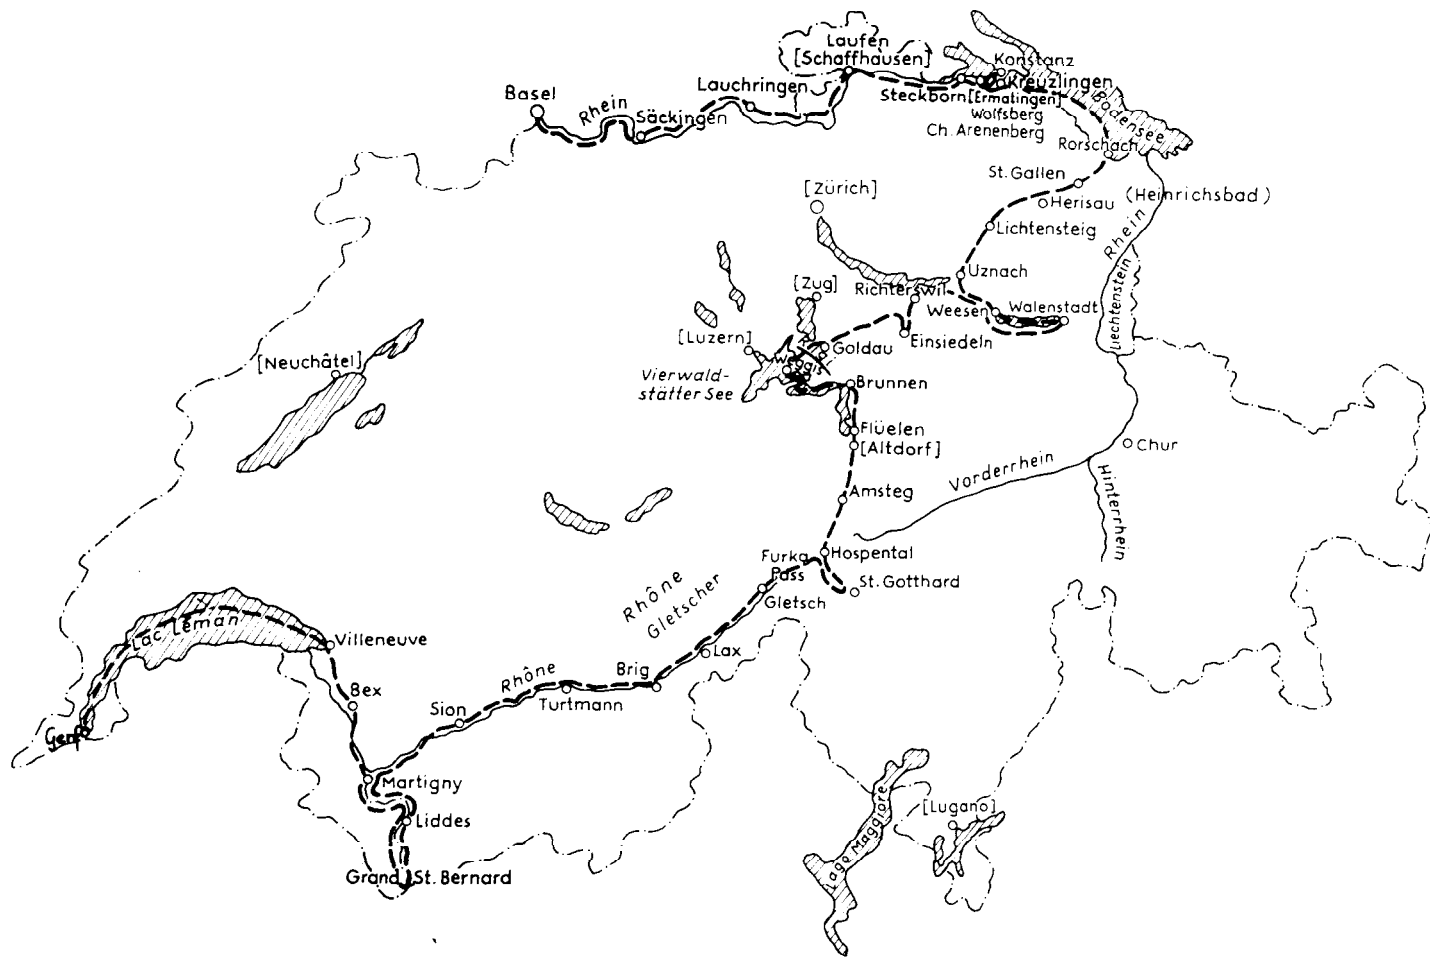 Laufen
[Schaffhausen]
Konstanz
Kreuzlingen
Basel
Rhein
Lauchringen
Säckingen
Steckborn [Ermatingen]
Wolfsberg
Ch. Arenenberg
Bodensee
Rorschach
St. Gallen
Herisau (Heinrichsbad)
[Zürich]
Lichtensteig
Rhein
Liechtenstein
Uznach
[Zug]
Richterswil
Weesen
Walenstadt
[Luzern]
Goldau
Einsiedeln
Weggis
[Neuchâtel]
Vierwald-
stätter See
Brunnen
Flüelen
[Altdorf]
Chur
Vorderrhein
Hinterrhein
Amsteg
Furka
Pass
Hospental
St. Gotthard
Gletsch
Rhône
Gletscher
Lac Léman
Villeneuve
Lax
Brig
Rhône
Turtmann
Bex
Sion
Genf
Martigny
Liddes
Grand St. Bernard
Lago Maggiore
[Lugano]